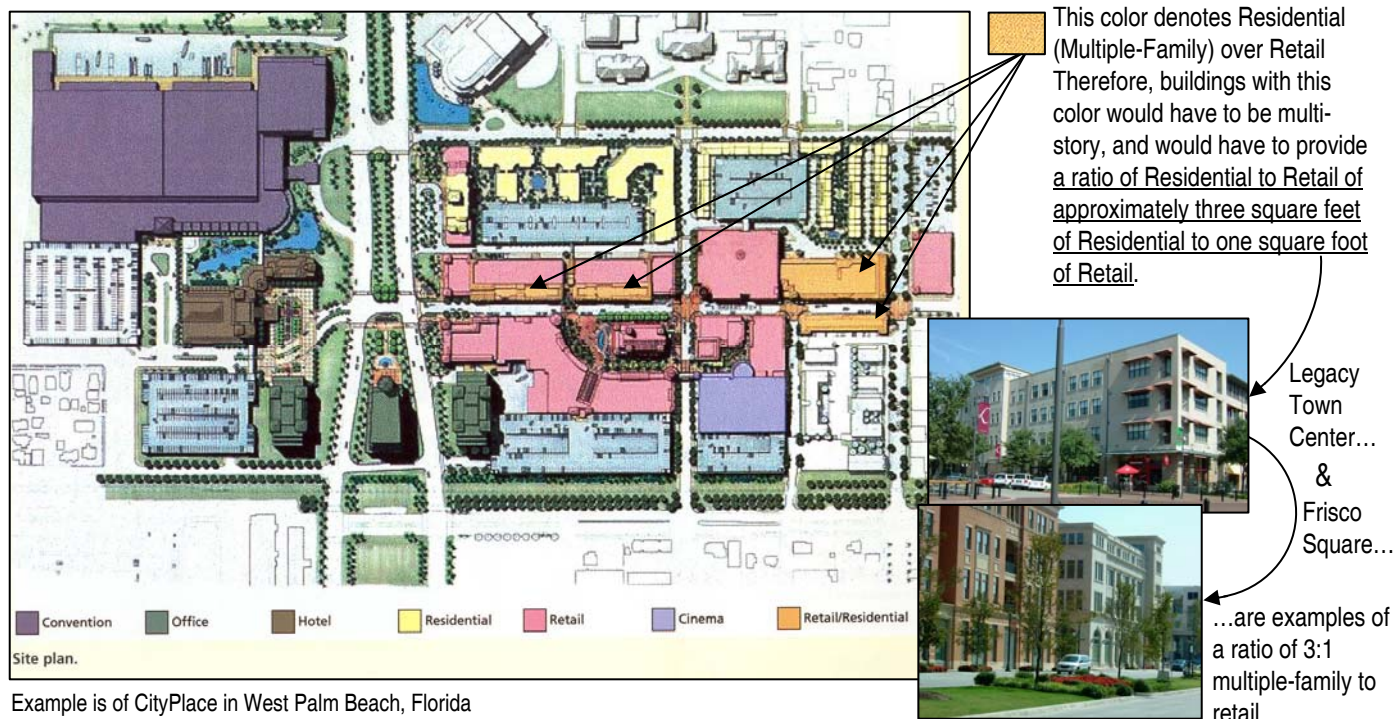 This color denotes Residential
(Multiple-Family) over Retail
Therefore, buildings with this
color would have to be multi-
story, and would have to provide
a ratio of Residential to Retail of
approximately three square feet
of Residential to one square foot
of Retail.
Legacy
Town
Center…
&
Frisco
Square…
…are examples of
a ratio of 3:1
multiple-family to
retail
Convention
Office
Hotel
Residential
Retail
Cinema
Retail/Residential
Site plan.
Example is of CityPlace in West Palm Beach, Florida